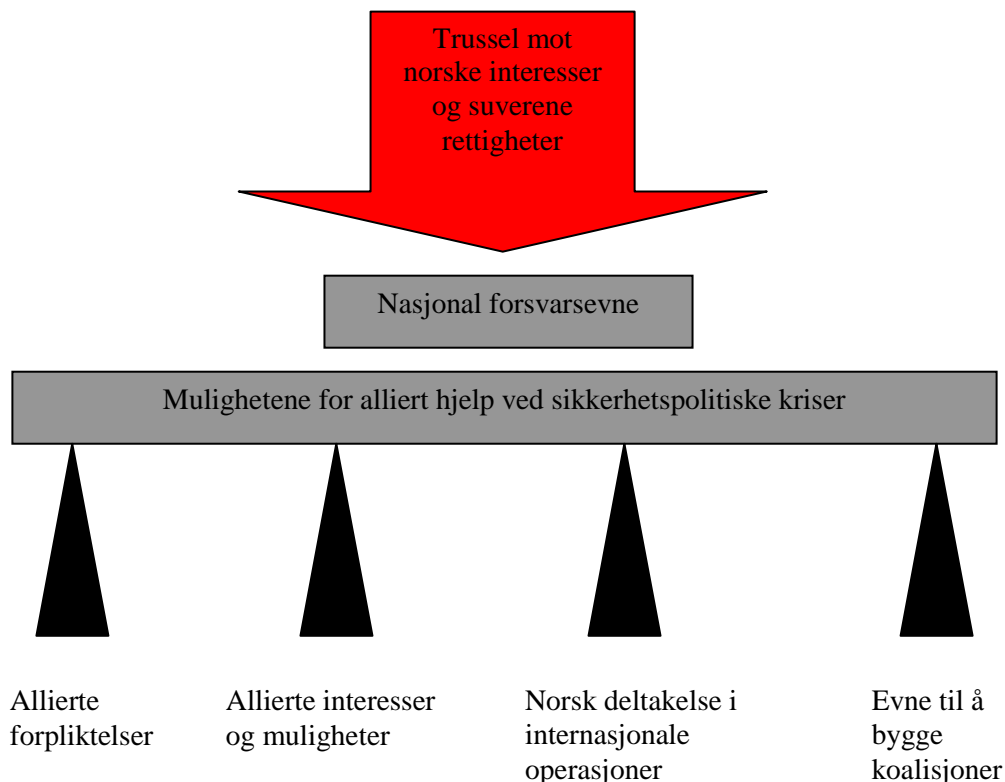 Trussel mot
norske interesser
og suverene
rettigheter
Nasjonal forsvarsevne
Mulighetene for alliert hjelp ved sikkerhetspolitiske kriser
Allierte
forpliktelser
Allierte interesser
og muligheter
Norsk deltakelse i
internasjonale
operasjoner
Evne til å
bygge
koalisjoner